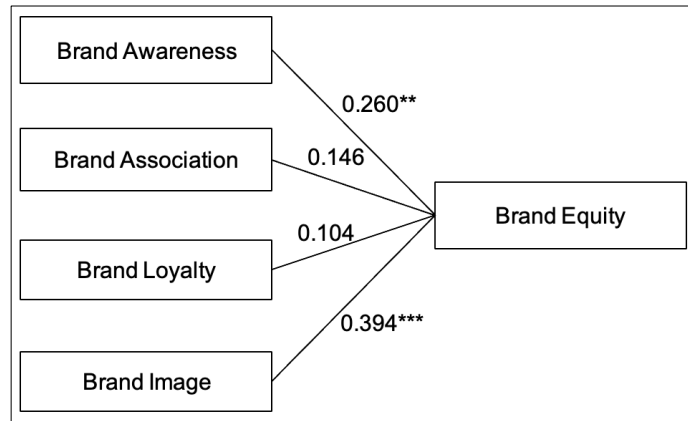 Brand Awareness
0.260**
Brand Association
0.146
Brand Equity
0.104
Brand Loyalty
0.394***
Brand Image